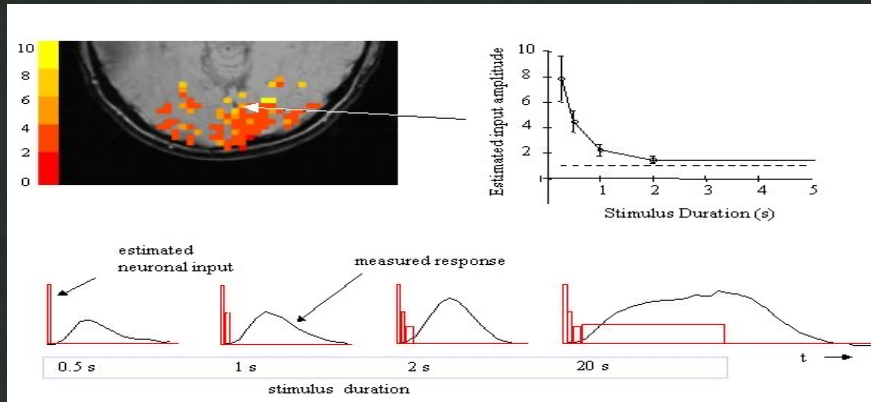 10
8
6
4
2
0
10
8
6
4
2
Estimated input amplitude
1 2 3 4 5
Stimulus Duration (s)
estimated
neuronal input
measured response
t
0.5 s 1 s 2 s 20 s
stimulus duration